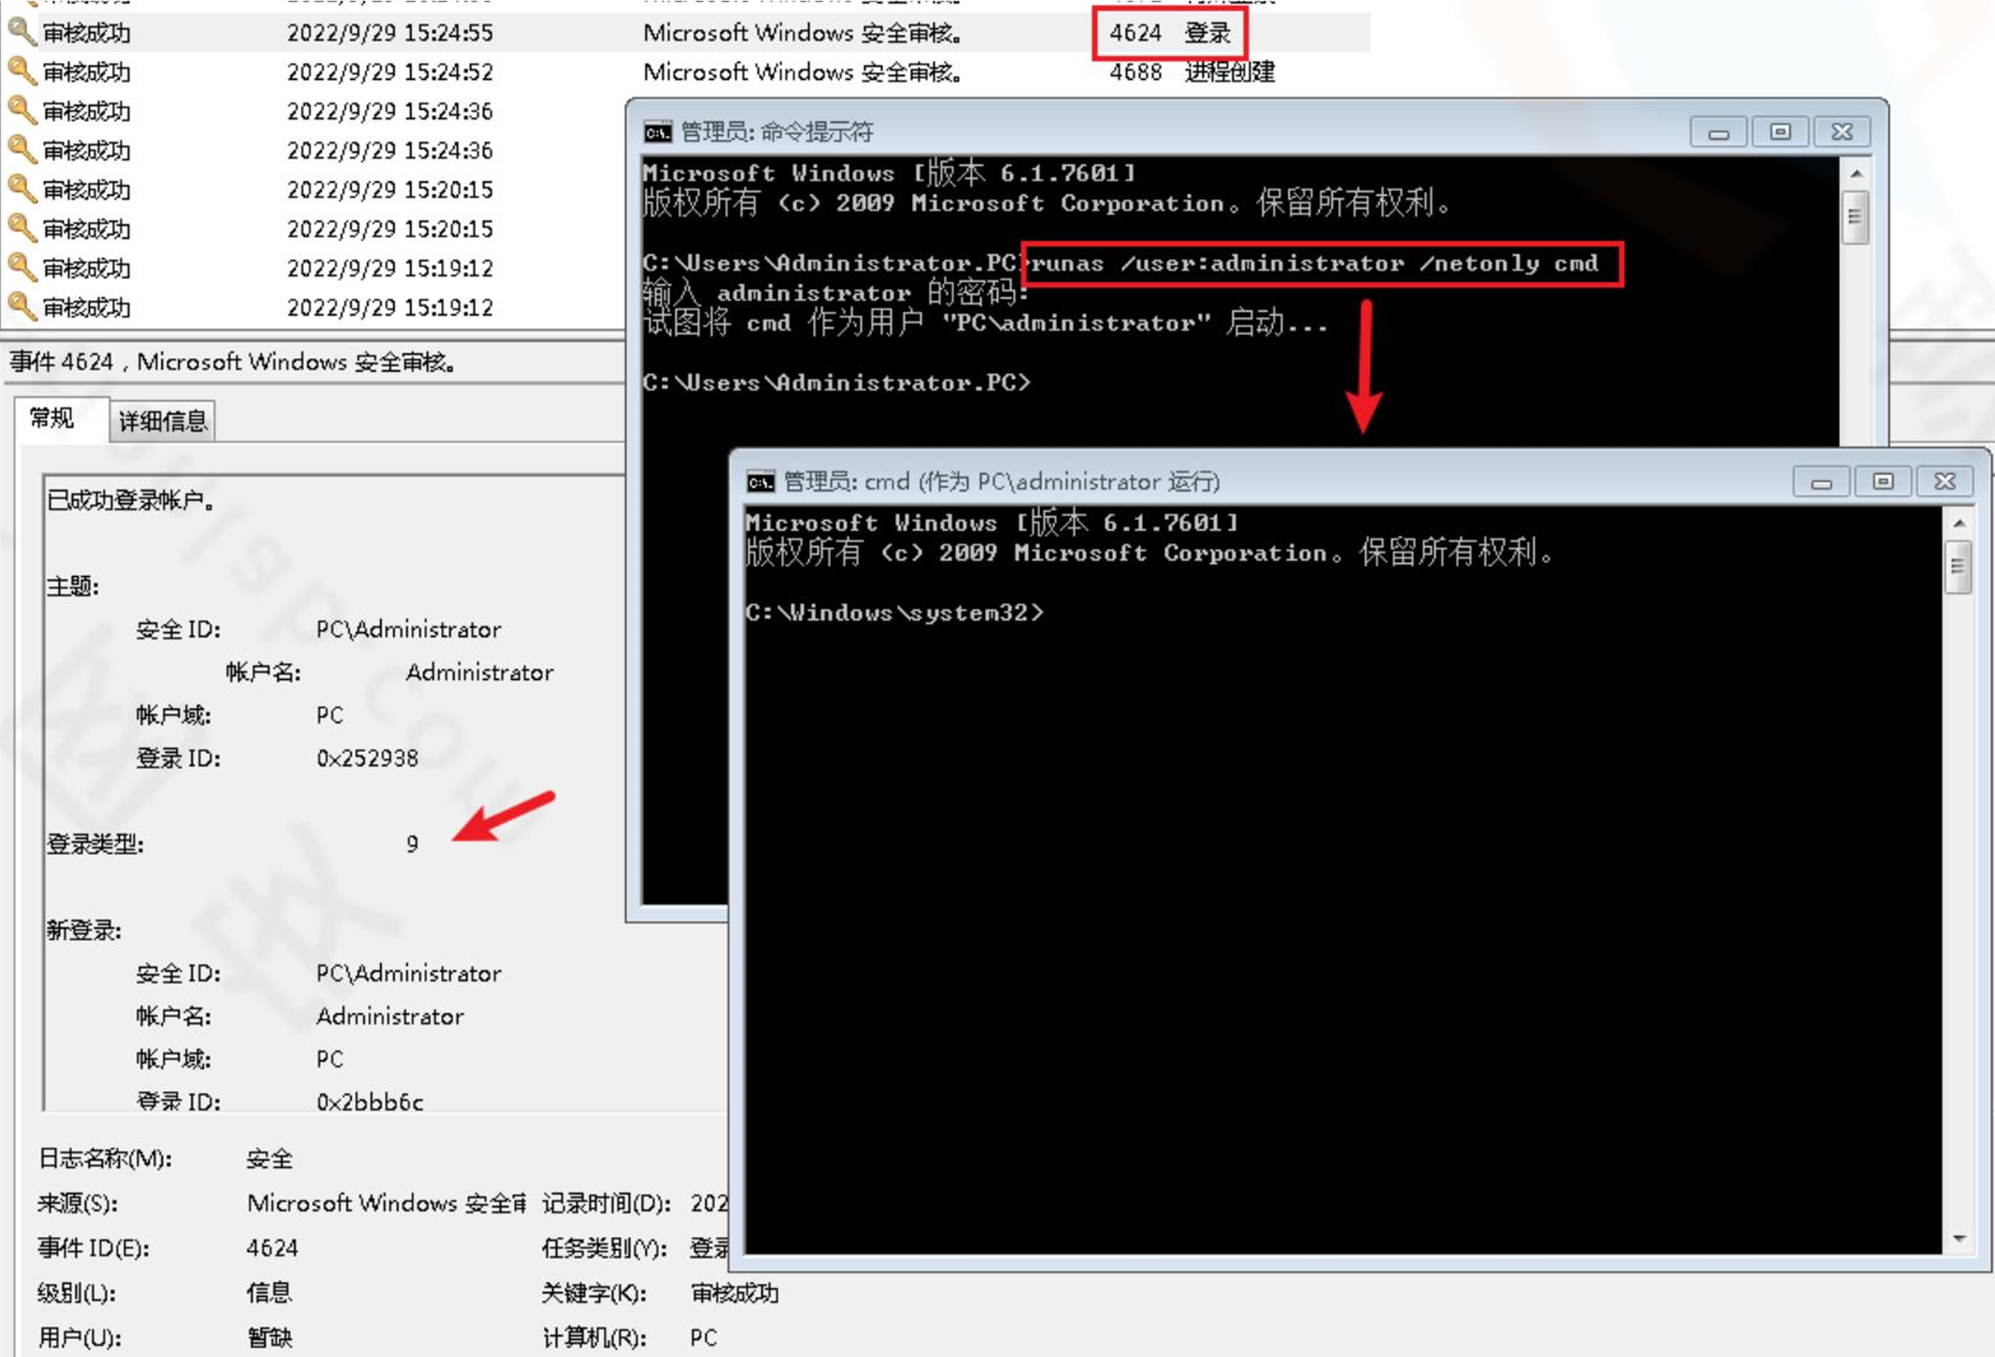 审核成功 2022/9/29 15:24:55 Microsoft Windows 安全审核。 4624 登录
审核成功 2022/9/29 15:24:52 Microsoft Windows 安全审核。 4688 进程创建
审核成功 2022/9/29 15:24:36
审核成功 2022/9/29 15:24:36
审核成功 2022/9/29 15:20:15
审核成功 2022/9/29 15:20:15
审核成功 2022/9/29 15:19:12
审核成功 2022/9/29 15:19:12
事件 4624，Microsoft Windows 安全审核。
常规 详细信息
已成功登录帐户。
主题:
安全 ID: PC\Administrator
帐户名: Administrator
帐户域: PC
登录 ID: 0x252938
登录类型: 9
新登录:
安全 ID: PC\Administrator
帐户名: Administrator
帐户域: PC
登录 ID: 0x2bbb6c
日志名称(M): 安全
来源(S): Microsoft Windows 安全审 记录时间(D): 202
事件 ID(E): 4624 任务类别(Y): 登录
级别(L): 信息 关键字(K): 审核成功
用户(U): 暂缺 计算机(R): PC
管理员: 命令提示符
Microsoft Windows [版本 6.1.7601]
版权所有 (c) 2009 Microsoft Corporation。保留所有权利。
C:\Users\Administrator.PC>runas /user:administrator /netonly cmd
输入 administrator 的密码:
试图将 cmd 作为用户 "PC\administrator" 启动...
C:\Users\Administrator.PC>
管理员: cmd (作为 PC\administrator 运行)
Microsoft Windows [版本 6.1.7601]
版权所有 (c) 2009 Microsoft Corporation。保留所有权利。
C:\Windows\system32>